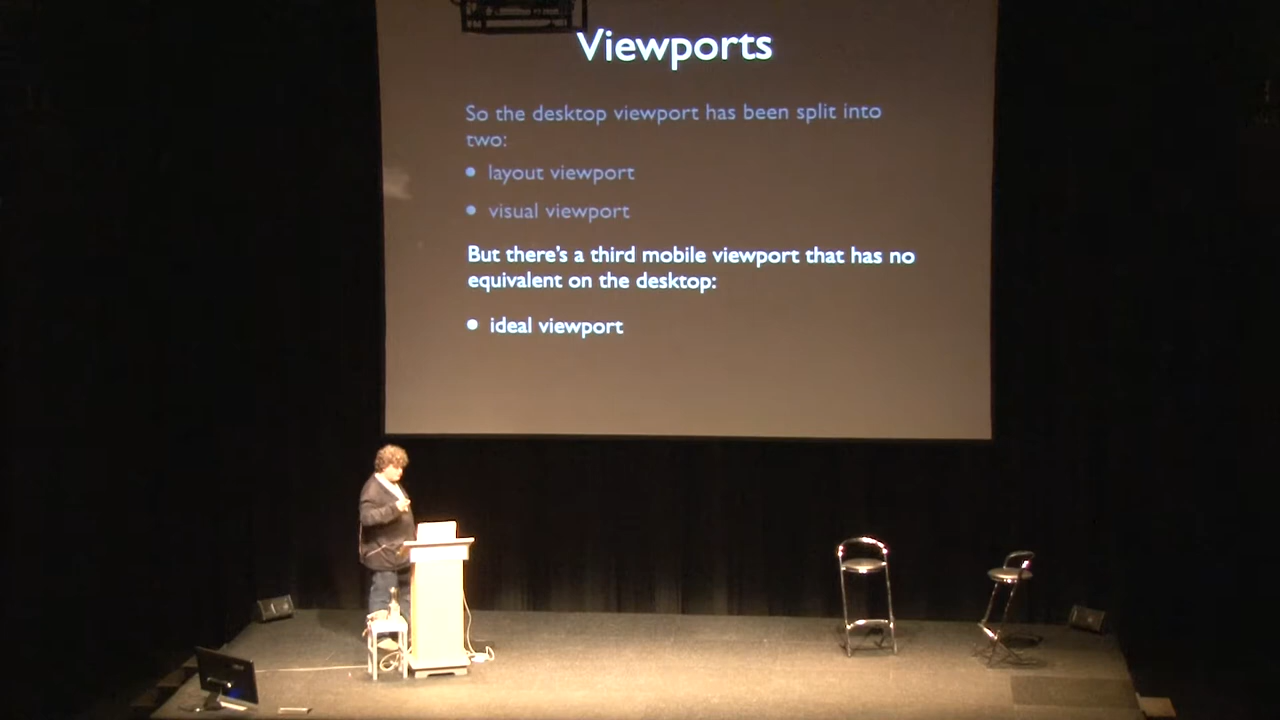 Viewports
So the desktop viewport has been split into
two:
• layout viewport
• visual viewport
But there's a third mobile viewport that has no
equivalent on the desktop:
• ideal viewport